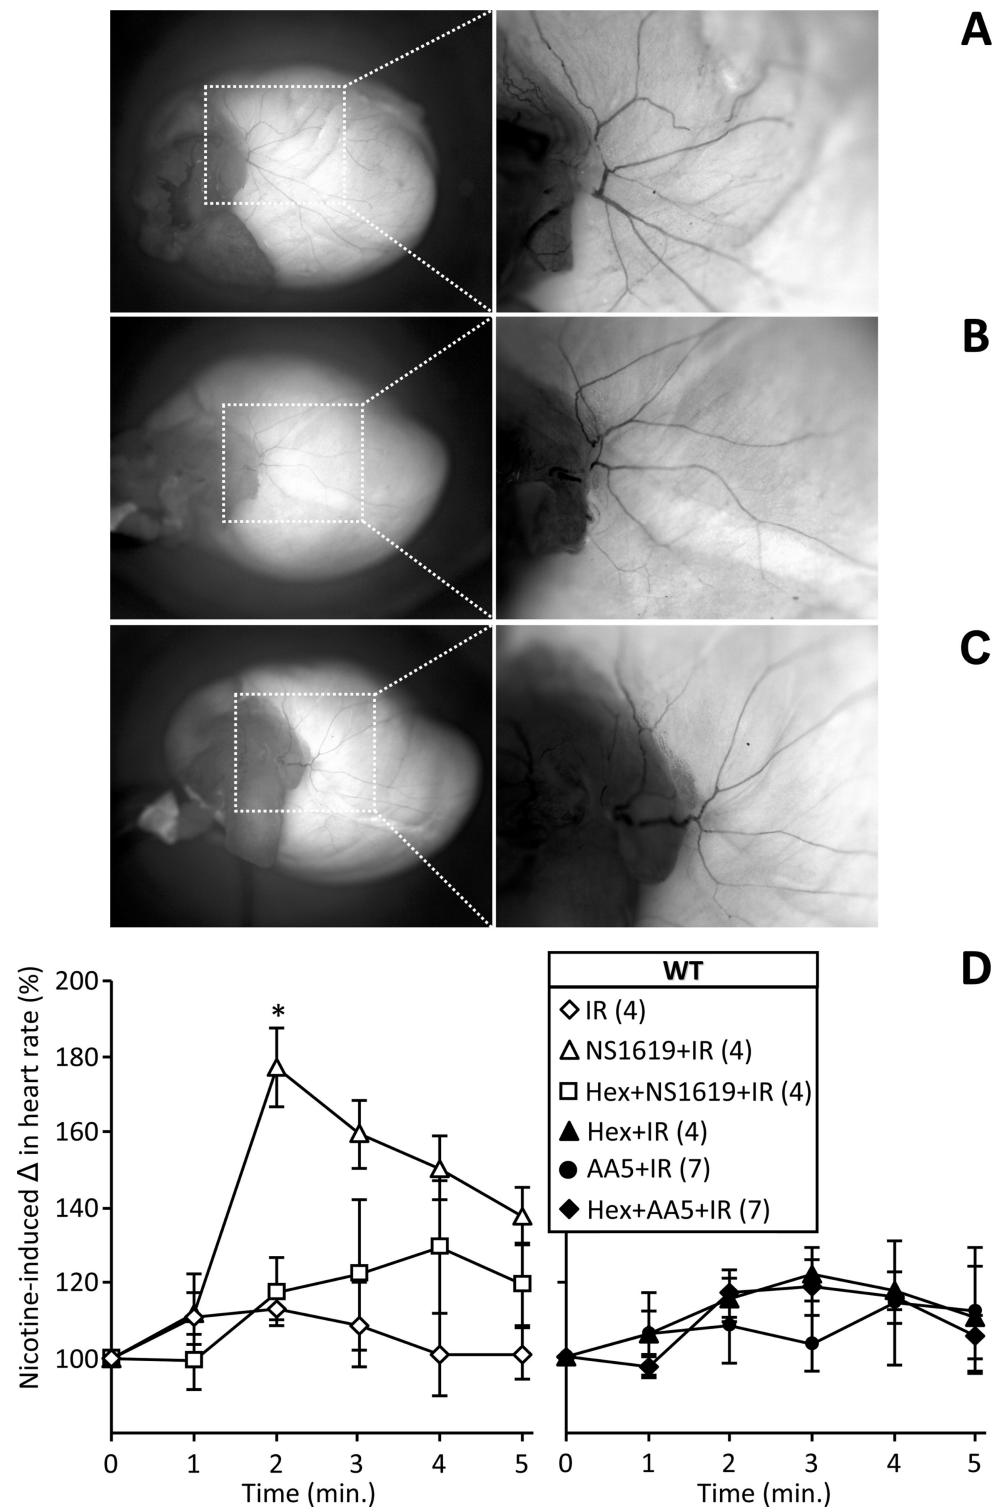 A
B
C
D
Nicotine-induced Δ in heart rate (%)
200
180
160
140
120
100
*
0 1 2 3 4 5
Time (min.)
WT
IR (4)
NS1619+IR (4)
Hex+NS1619+IR (4)
Hex+IR (4)
AA5+IR (7)
Hex+AA5+IR (7)
0 1 2 3 4 5
Time (min.)